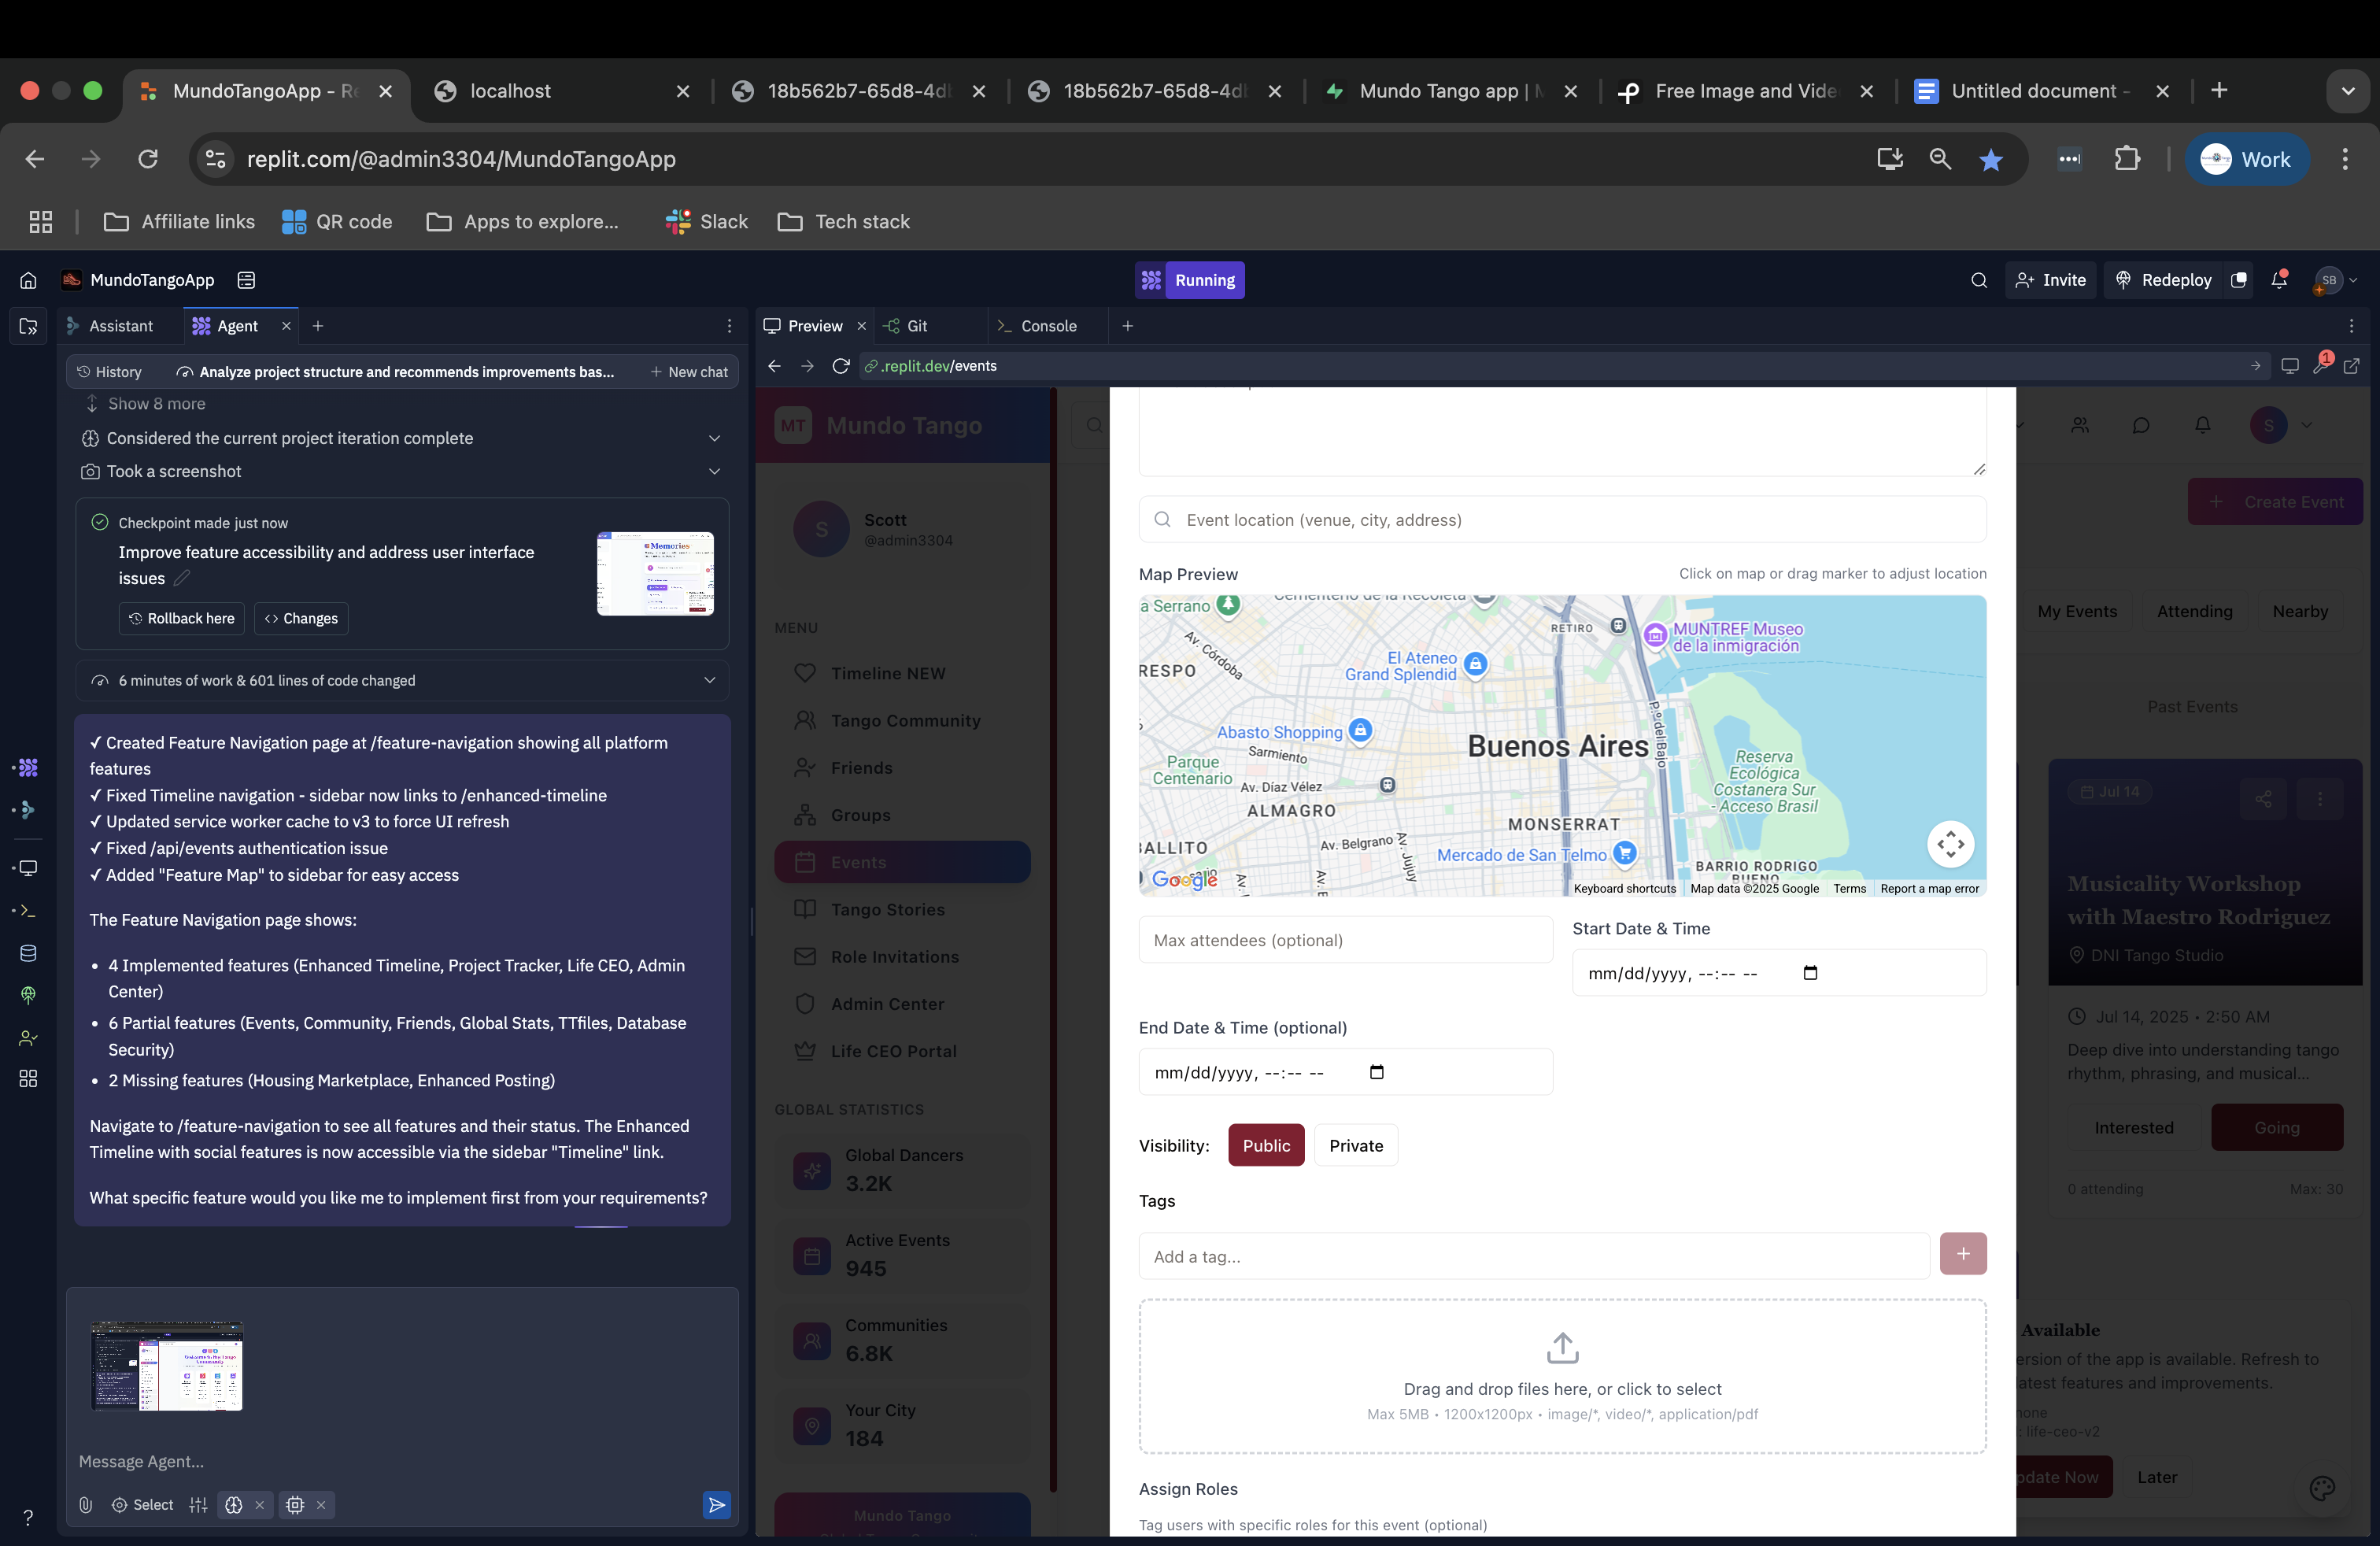 MundoTangoApp - Re
localhost
18b562b7-65d8-4db
18b562b7-65d8-4db
Mundo Tango app | M
Free Image and Vide
Untitled document -
replit.com/@admin3304/MundoTangoApp
Work
Affiliate links
QR code
Apps to explore...
Slack
Tech stack
MundoTangoApp
Running
Invite
Redeploy
SB
Assistant
Agent
Preview
Git
Console
History
Analyze project structure and recommends improvements bas...
New chat
.replit.dev/events
1
Show 8 more
Considered the current project iteration complete
Took a screenshot
Checkpoint made just now
Improve feature accessibility and address user interface
issues
Memories
Rollback here
Changes
6 minutes of work & 601 lines of code changed
✓ Created Feature Navigation page at /feature-navigation showing all platform
features
✓ Fixed Timeline navigation - sidebar now links to /enhanced-timeline
✓ Updated service worker cache to v3 to force UI refresh
✓ Fixed /api/events authentication issue
✓ Added "Feature Map" to sidebar for easy access
The Feature Navigation page shows:
• 4 Implemented features (Enhanced Timeline, Project Tracker, Life CEO, Admin
Center)
• 6 Partial features (Events, Community, Friends, Global Stats, TTfiles, Database
Security)
• 2 Missing features (Housing Marketplace, Enhanced Posting)
Navigate to /feature-navigation to see all features and their status. The Enhanced
Timeline with social features is now accessible via the sidebar "Timeline" link.
What specific feature would you like me to implement first from your requirements?
Message Agent...
Select
?
MT
Mundo Tango
S
Scott
@admin3304
MENU
Timeline NEW
Tango Community
Friends
Groups
Events
Tango Stories
Role Invitations
Admin Center
Life CEO Portal
GLOBAL STATISTICS
Global Dancers
3.2K
Active Events
945
Communities
6.8K
Your City
184
Mundo Tango
Event location (venue, city, address)
Map Preview
Click on map or drag marker to adjust location
a Serrano
Cementerio de la Recoleta
Av. Córdoba
RETIRO
MUNTREF Museo
de la inmigración
RESPO
El Ateneo
Grand Splendid
Abasto Shopping
Sarmiento
P.º del Bajo
Buenos Aires
Parque
Centenario
Av. Díaz Vélez
Reserva
Ecológica
Costanera Sur
- Acceso Brasil
ALMAGRO
MONSERRAT
Av. Belgrano
Av. Jujuy
BALLITO
Mercado de San Telmo
BARRIO RODRIGO
BUENO
Google
Keyboard shortcuts
Map data ©2025 Google
Terms
Report a map error
Max attendees (optional)
Start Date & Time
mm/dd/yyyy, --:-- --
End Date & Time (optional)
mm/dd/yyyy, --:-- --
Visibility:
Public
Private
Tags
Add a tag...
Drag and drop files here, or click to select
Max 5MB • 1200x1200px • image/*, video/*, application/pdf
Assign Roles
Tag users with specific roles for this event (optional)
S
Create Event
My Events
Attending
Nearby
Past Events
Jul 14
Musicality Workshop
with Maestro Rodriguez
DNI Tango Studio
Jul 14, 2025 • 2:50 AM
Deep dive into understanding tango
rhythm, phrasing, and musical...
Interested
Going
0 attending
Max: 30
Available
ersion of the app is available. Refresh to
latest features and improvements.
none
: life-ceo-v2
pdate Now
Later